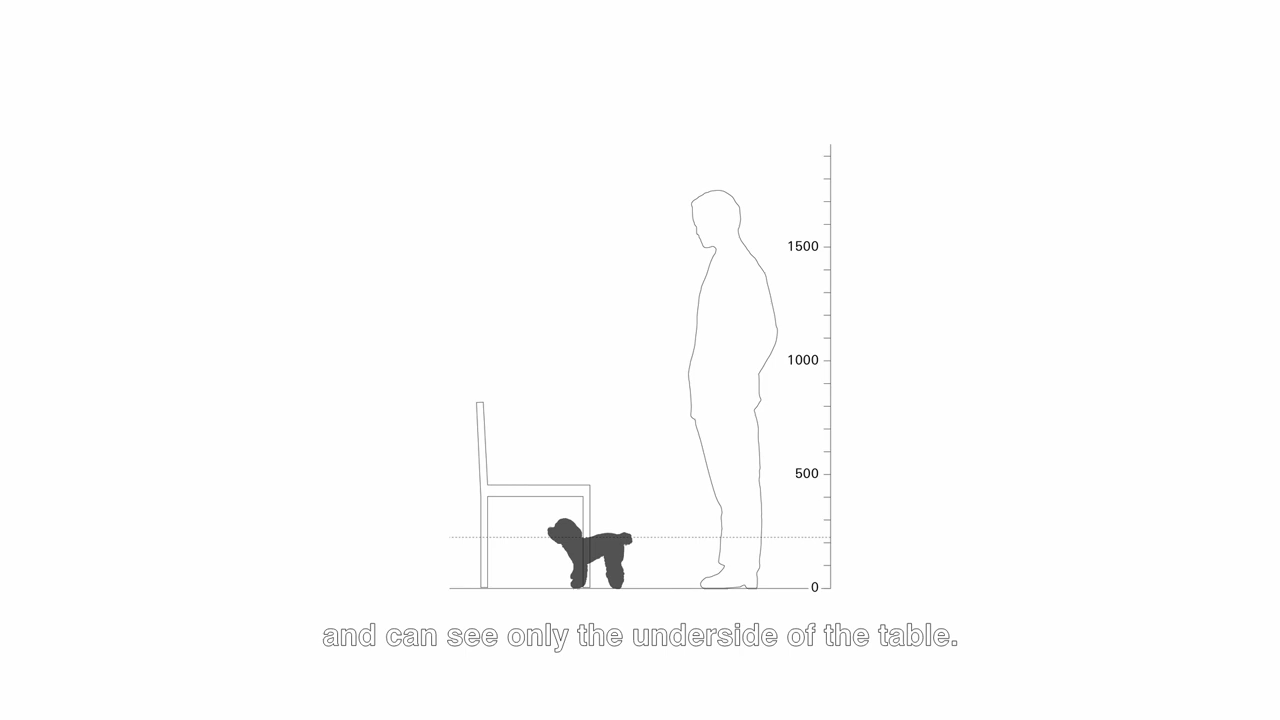 1500
1000
500
0
and can see only the underside of the table.